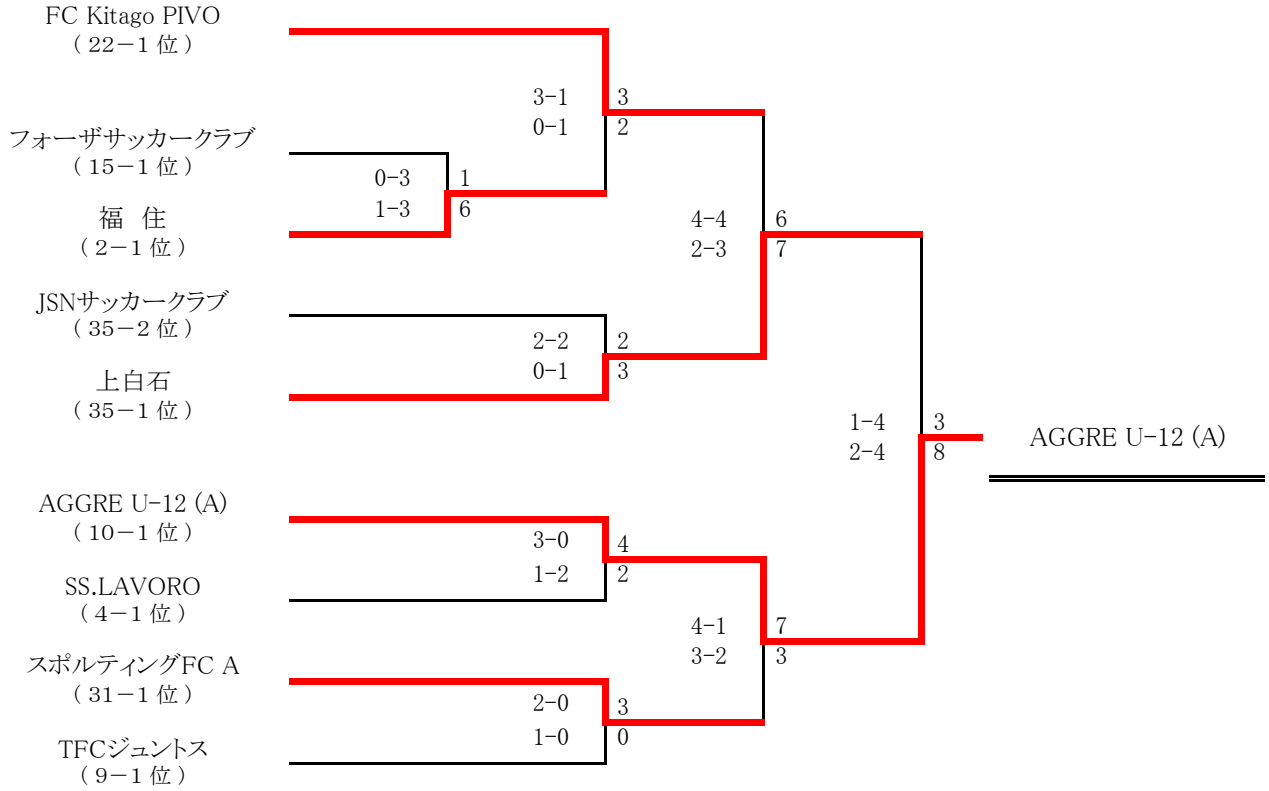 FC Kitago PIVO
（ 22－1 位 ）
3-1 3
0-1 2
フォーザサッカークラブ
（ 15－1 位 ）
0-3 1
1-3 6
福 住
（ 2－1 位 ）
4-4 6
2-3 7
JSNサッカークラブ
（ 35－2 位 ）
2-2 2
0-1 3
上白石
（ 35－1 位 ）
1-4 3
2-4 8
AGGRE U-12 (A)
AGGRE U-12 (A)
（ 10－1 位 ）
3-0 4
1-2 2
SS.LAVORO
（ 4－1 位 ）
4-1 7
3-2 3
スポルティングFC A
（ 31－1 位 ）
2-0 3
1-0 0
TFCジュントス
（ 9－1 位 ）